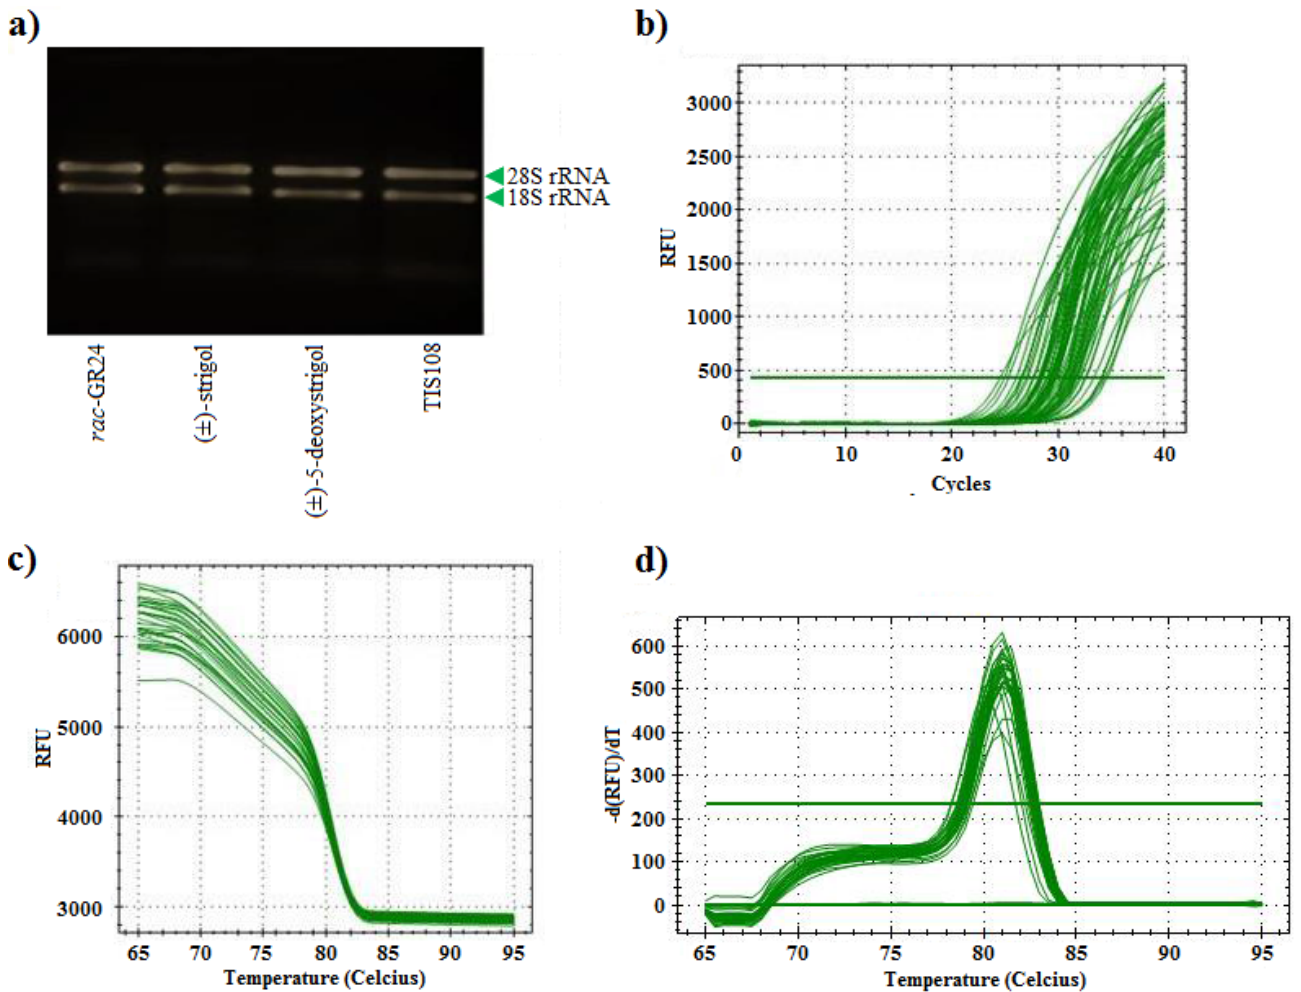 a)
28S rRNA
18S rRNA
rac-GR24
(±)-strigol
(±)-5-deoxystrigol
TIS108
b)
RFU
3000
2500
2000
1500
1000
500
0
0 10 20 30 40
Cycles
c)
RFU
6000
5000
4000
3000
65 70 75 80 85 90 95
Temperature (Celcius)
d)
-d(RFU)/dT
600
500
400
300
200
100
0
65 70 75 80 85 90 95
Temperature (Celcius)